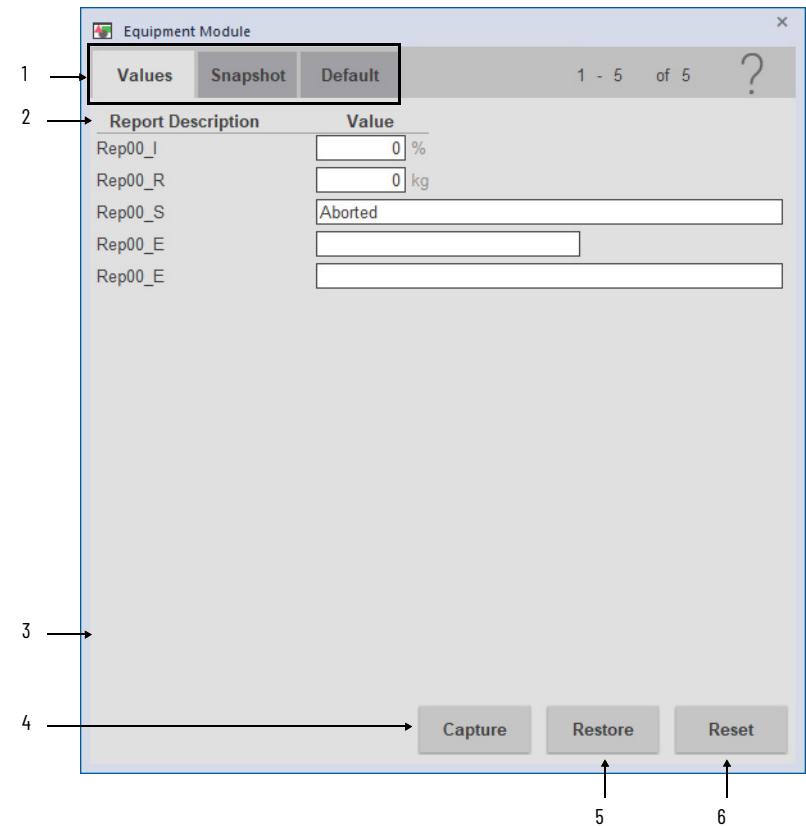 Equipment Module ×
1 Values Snapshot Default 1 - 5 of 5 ?
2 Report Description Value
Rep00_I 0 %
Rep00_R 0 kg
Rep00_S Aborted
Rep00_E
Rep00_E
3
4 Capture Restore Reset
5 6